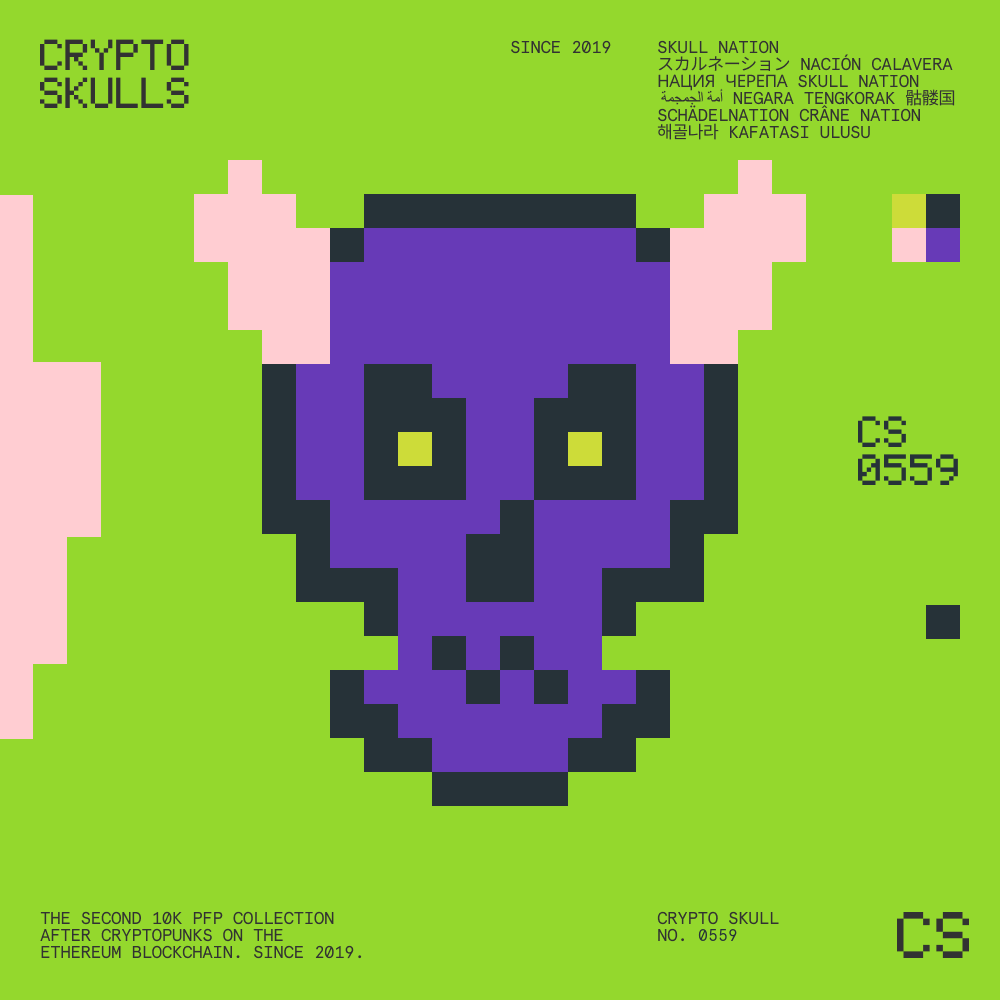 CRYPTO
SKULLS
SINCE 2019
SKULL NATION
スカルネーション NACIÓN CALAVERA
НАЦИЯ ЧЕРЕПА SKULL NATION
أمة الجمجمة NEGARA TENGKORAK 骷髅国
SCHÄDELNATION CRÂNE NATION
해골나라 KAFATASI ULUSU
CS
0559
THE SECOND 10K PFP COLLECTION
AFTER CRYPTOPUNKS ON THE
ETHEREUM BLOCKCHAIN. SINCE 2019.
CRYPTO SKULL
NO. 0559
CS